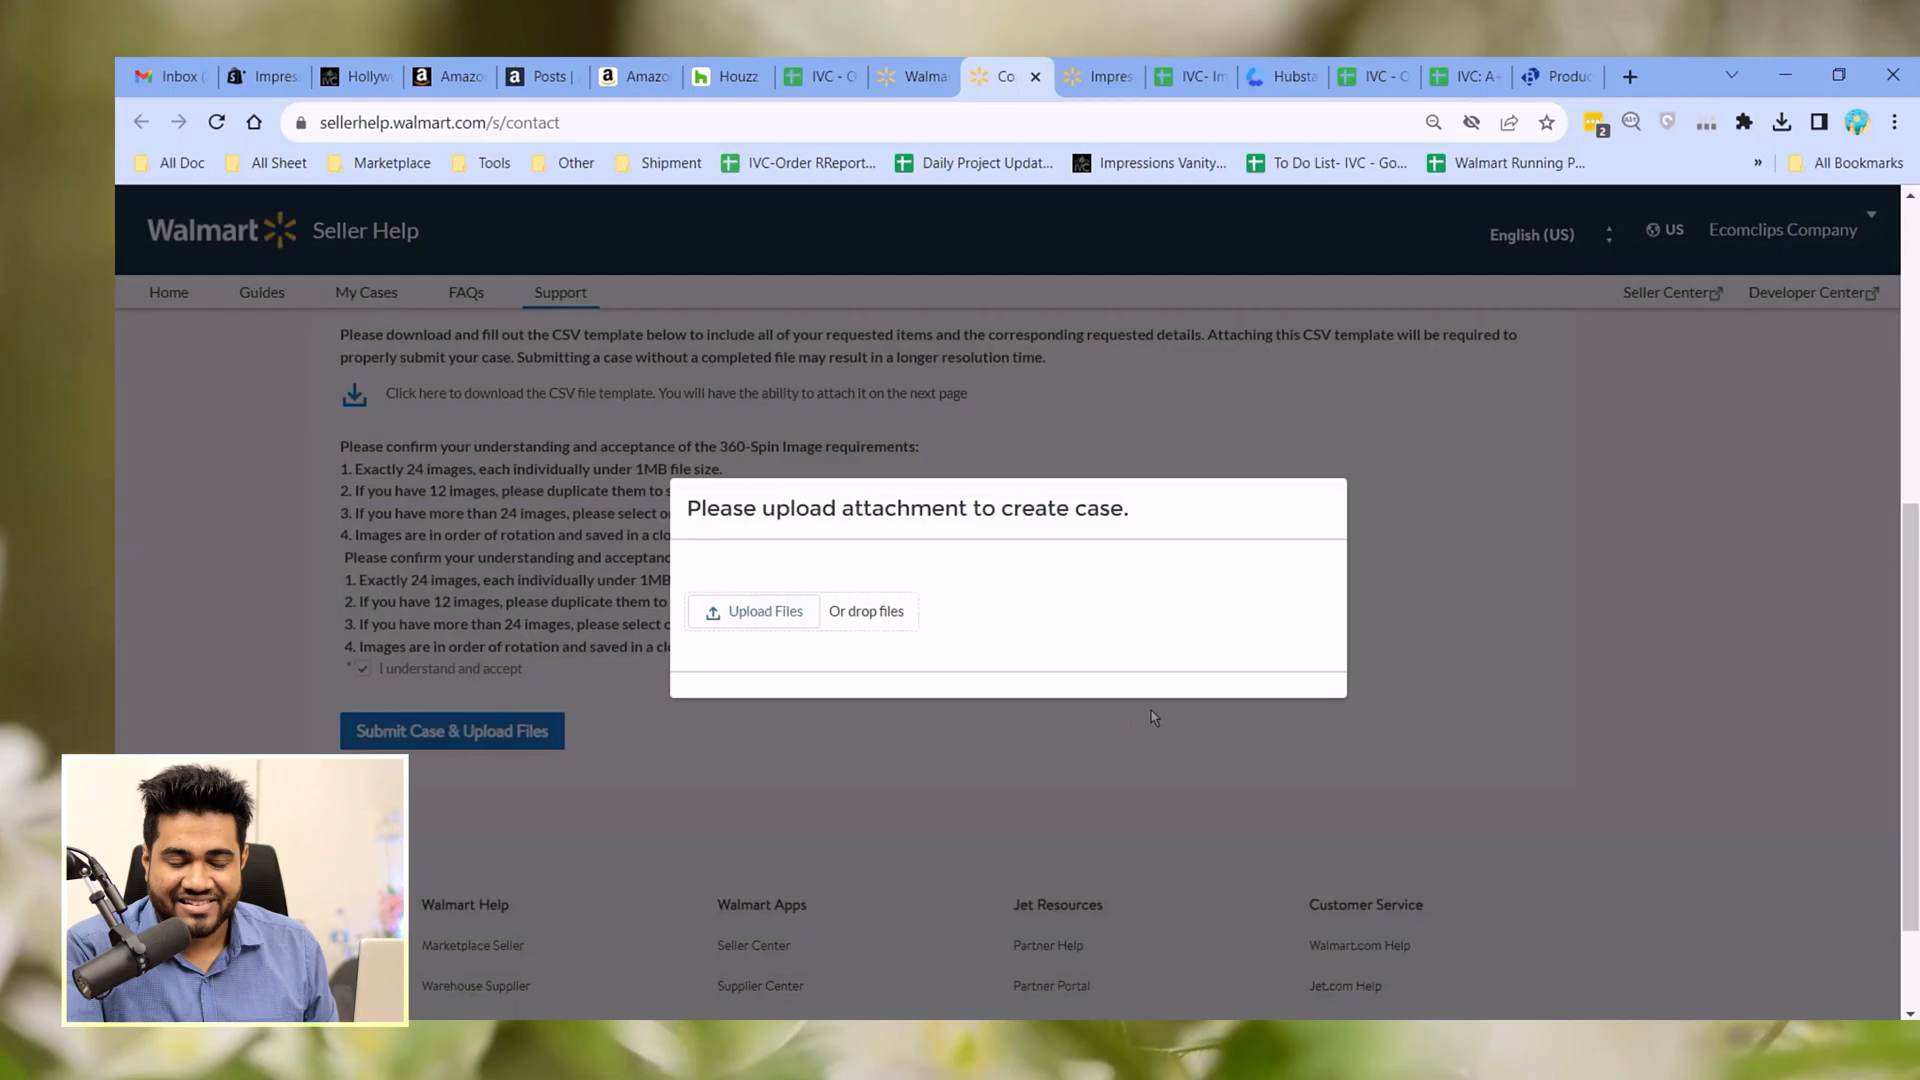 Inbox (
Impres
Hollyw
Amazo
Posts |
Amazo
Houzz
IVC - O
Walma
Co
Impres
IVC- Im
Hubsta
IVC - O
IVC: A+
Produc
sellerhelp.walmart.com/s/contact
2
All Doc
All Sheet
Marketplace
Tools
Other
Shipment
IVC-Order RReport...
Daily Project Updat...
Impressions Vanity...
To Do List- IVC - Go...
Walmart Running P...
»
All Bookmarks
Walmart Seller Help
English (US)
US
Ecomclips Company
Home
Guides
My Cases
FAQs
Support
Seller Center
Developer Center
Please download and fill out the CSV template below to include all of your requested items and the corresponding requested details. Attaching this CSV template will be required to
properly submit your case. Submitting a case without a completed file may result in a longer resolution time.
Click here to download the CSV file template. You will have the ability to attach it on the next page
Please confirm your understanding and acceptance of the 360-Spin Image requirements:
1. Exactly 24 images, each individually under 1MB file size.
2. If you have 12 images, please duplicate them to s
3. If you have more than 24 images, please select o
4. Images are in order of rotation and saved in a clo
Please confirm your understanding and acceptanc
1. Exactly 24 images, each individually under 1MB
2. If you have 12 images, please duplicate them to
3. If you have more than 24 images, please select o
4. Images are in order of rotation and saved in a clo
* I understand and accept
Submit Case & Upload Files
Please upload attachment to create case.
Upload Files
Or drop files
Walmart Help
Walmart Apps
Jet Resources
Customer Service
Marketplace Seller
Seller Center
Partner Help
Walmart.com Help
Warehouse Supplier
Supplier Center
Partner Portal
Jet.com Help